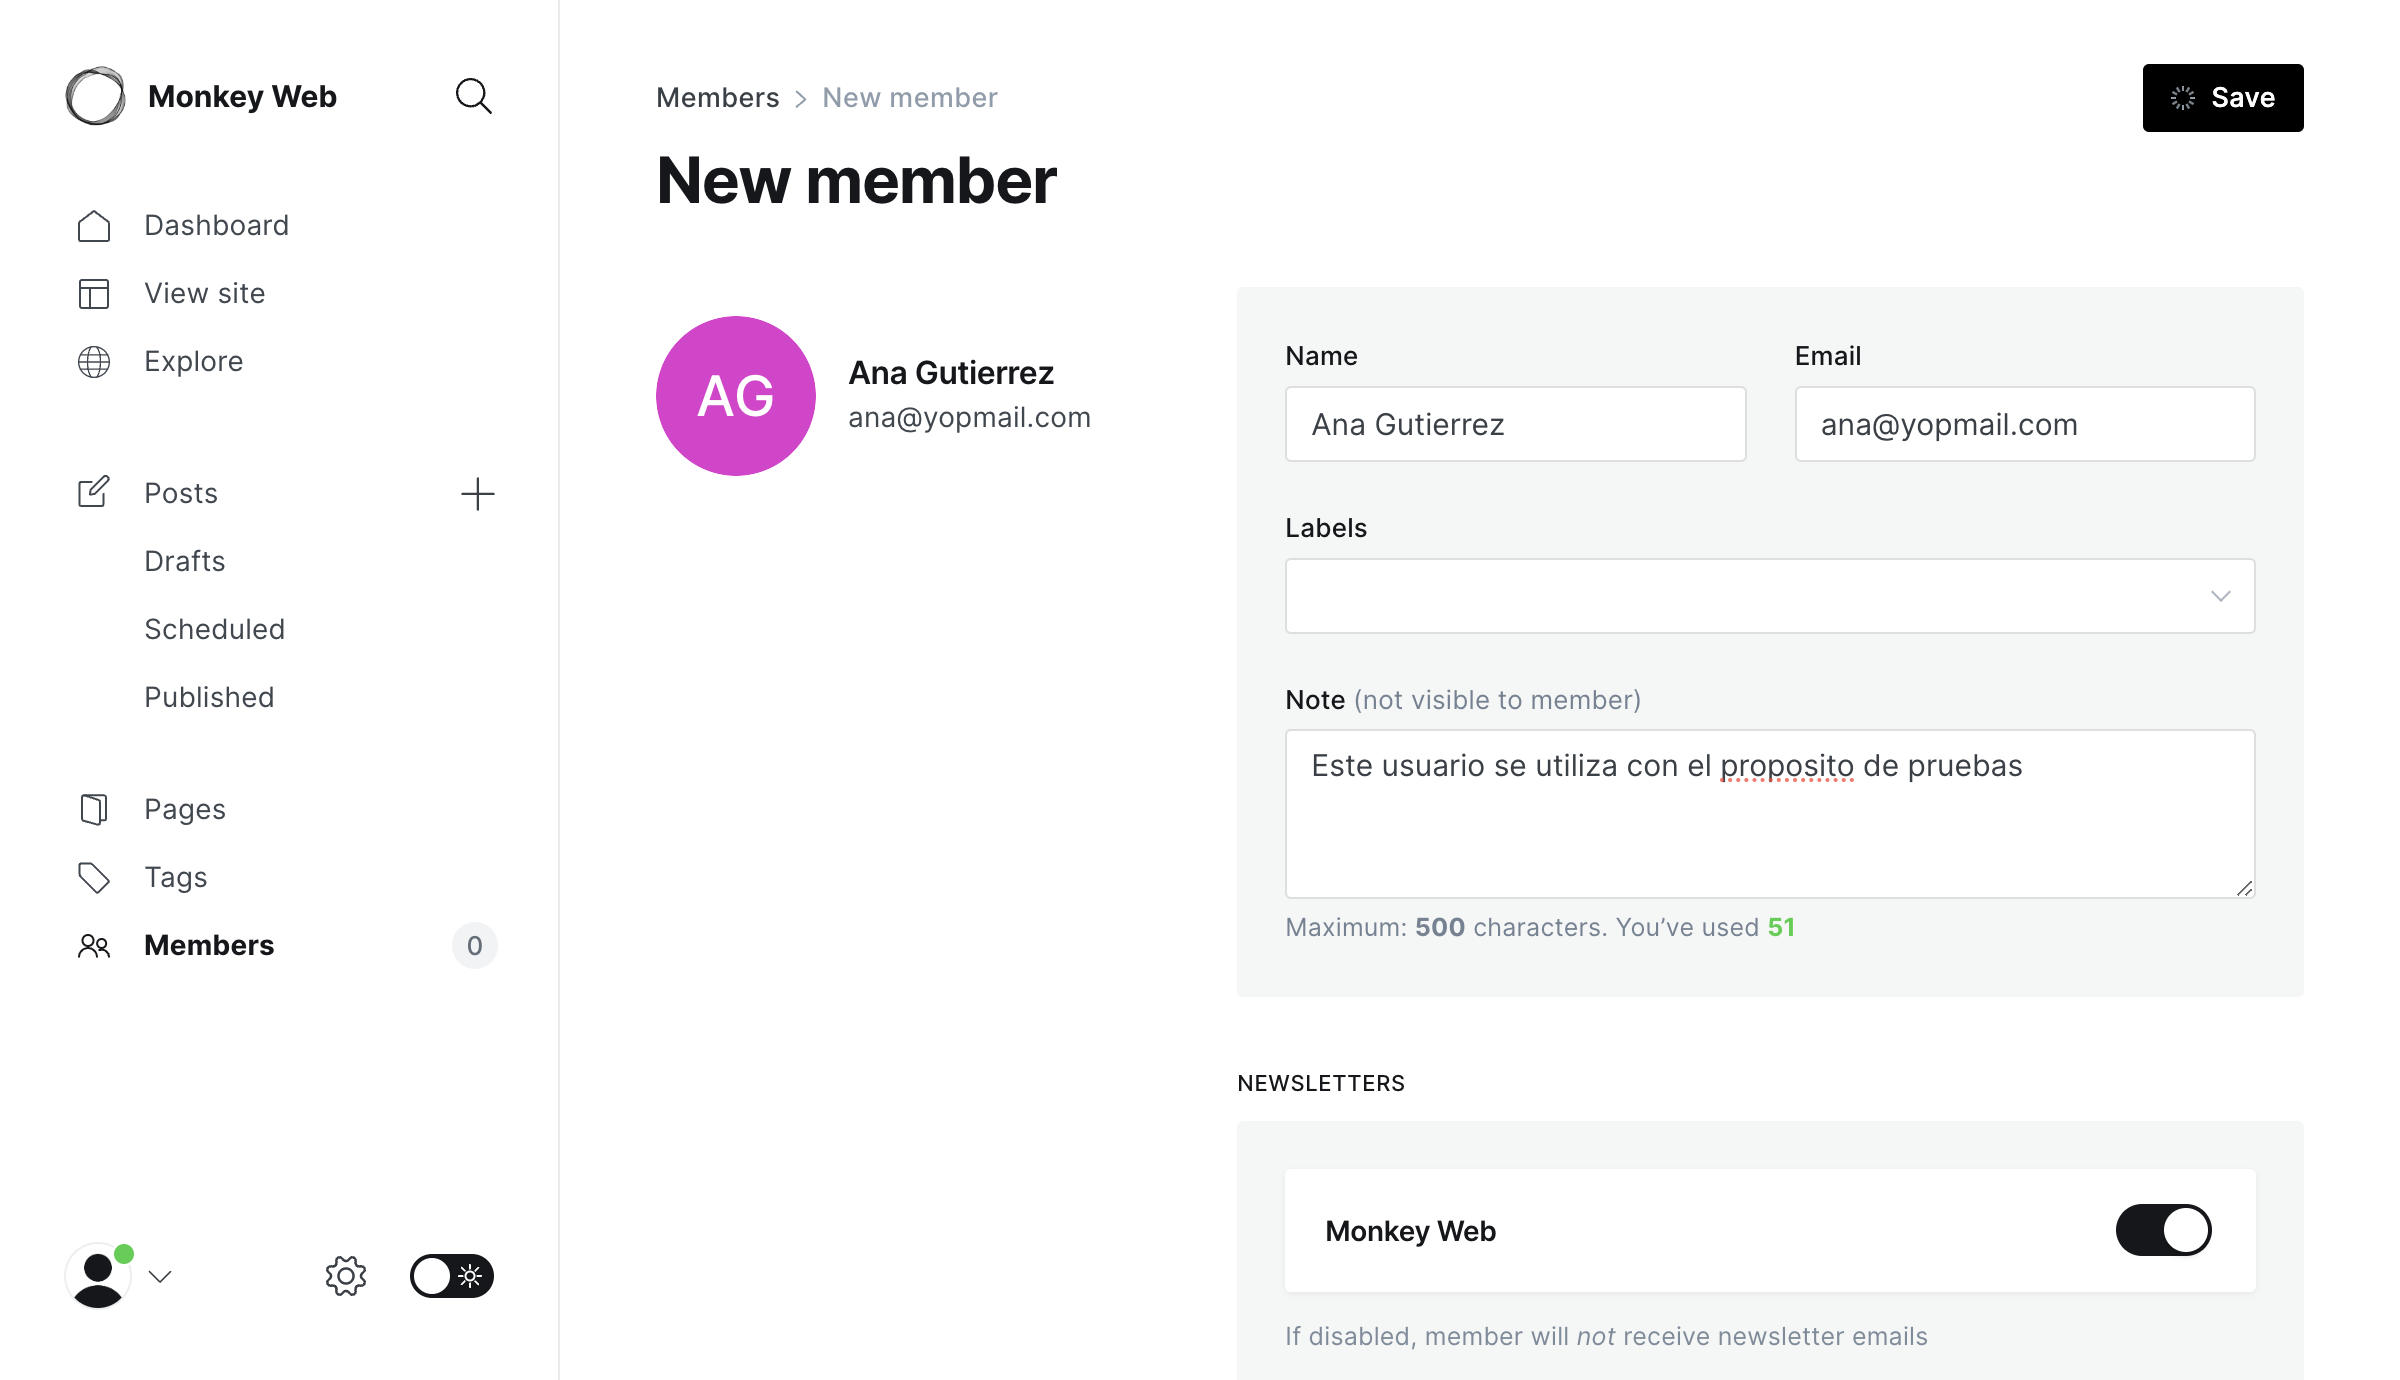 Monkey Web
Dashboard
View site
Explore
Posts
Drafts
Scheduled
Published
Pages
Tags
Members 0
Members > New member
Save
New member
AG
Ana Gutierrez
ana@yopmail.com
Name
Ana Gutierrez
Email
ana@yopmail.com
Labels
Note (not visible to member)
Este usuario se utiliza con el proposito de pruebas
Maximum: 500 characters. You’ve used 51
NEWSLETTERS
Monkey Web
If disabled, member will not receive newsletter emails